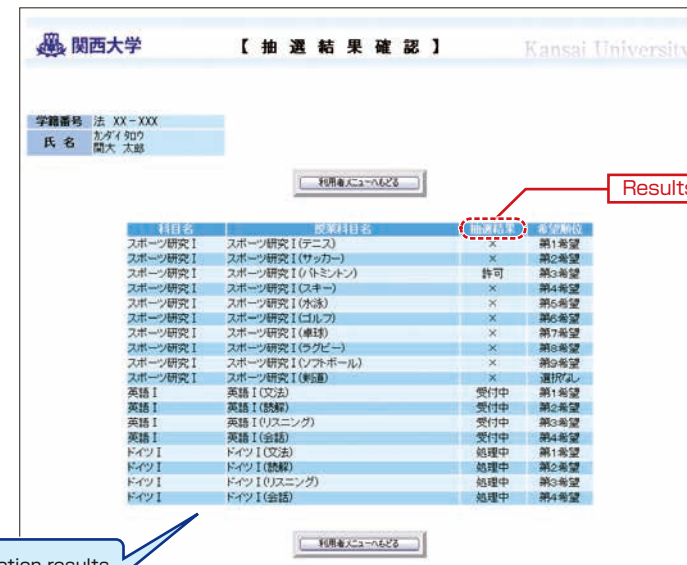 関西大学 【 抽 選 結 果 確 認 】 Kansai University
学籍番号 法 XX-XXX
氏 名 カンダイ タロウ
関大 太郎
利用者メニューへもどる
Results
科目名 授業科目名 抽選結果 希望順位
スポーツ研究Ⅰ スポーツ研究Ⅰ(テニス) × 第1希望
スポーツ研究Ⅰ スポーツ研究Ⅰ(サッカー) × 第2希望
スポーツ研究Ⅰ スポーツ研究Ⅰ(バトミントン) 許可 第3希望
スポーツ研究Ⅰ スポーツ研究Ⅰ(スキー) × 第4希望
スポーツ研究Ⅰ スポーツ研究Ⅰ(水泳) × 第5希望
スポーツ研究Ⅰ スポーツ研究Ⅰ(ゴルフ) × 第6希望
スポーツ研究Ⅰ スポーツ研究Ⅰ(卓球) × 第7希望
スポーツ研究Ⅰ スポーツ研究Ⅰ(ラグビー) × 第8希望
スポーツ研究Ⅰ スポーツ研究Ⅰ(ソフトボール) × 第9希望
スポーツ研究Ⅰ スポーツ研究Ⅰ(剣道) × 選択なし
英語Ⅰ 英語Ⅰ(文法) 受付中 第1希望
英語Ⅰ 英語Ⅰ(読解) 受付中 第2希望
英語Ⅰ 英語Ⅰ(リスニング) 受付中 第3希望
英語Ⅰ 英語Ⅰ(会話) 受付中 第4希望
ドイツⅠ ドイツⅠ(文法) 処理中 第1希望
ドイツⅠ ドイツⅠ(読解) 処理中 第2希望
ドイツⅠ ドイツⅠ(リスニング) 処理中 第3希望
ドイツⅠ ドイツⅠ(会話) 処理中 第4希望
利用者メニューへもどる
results